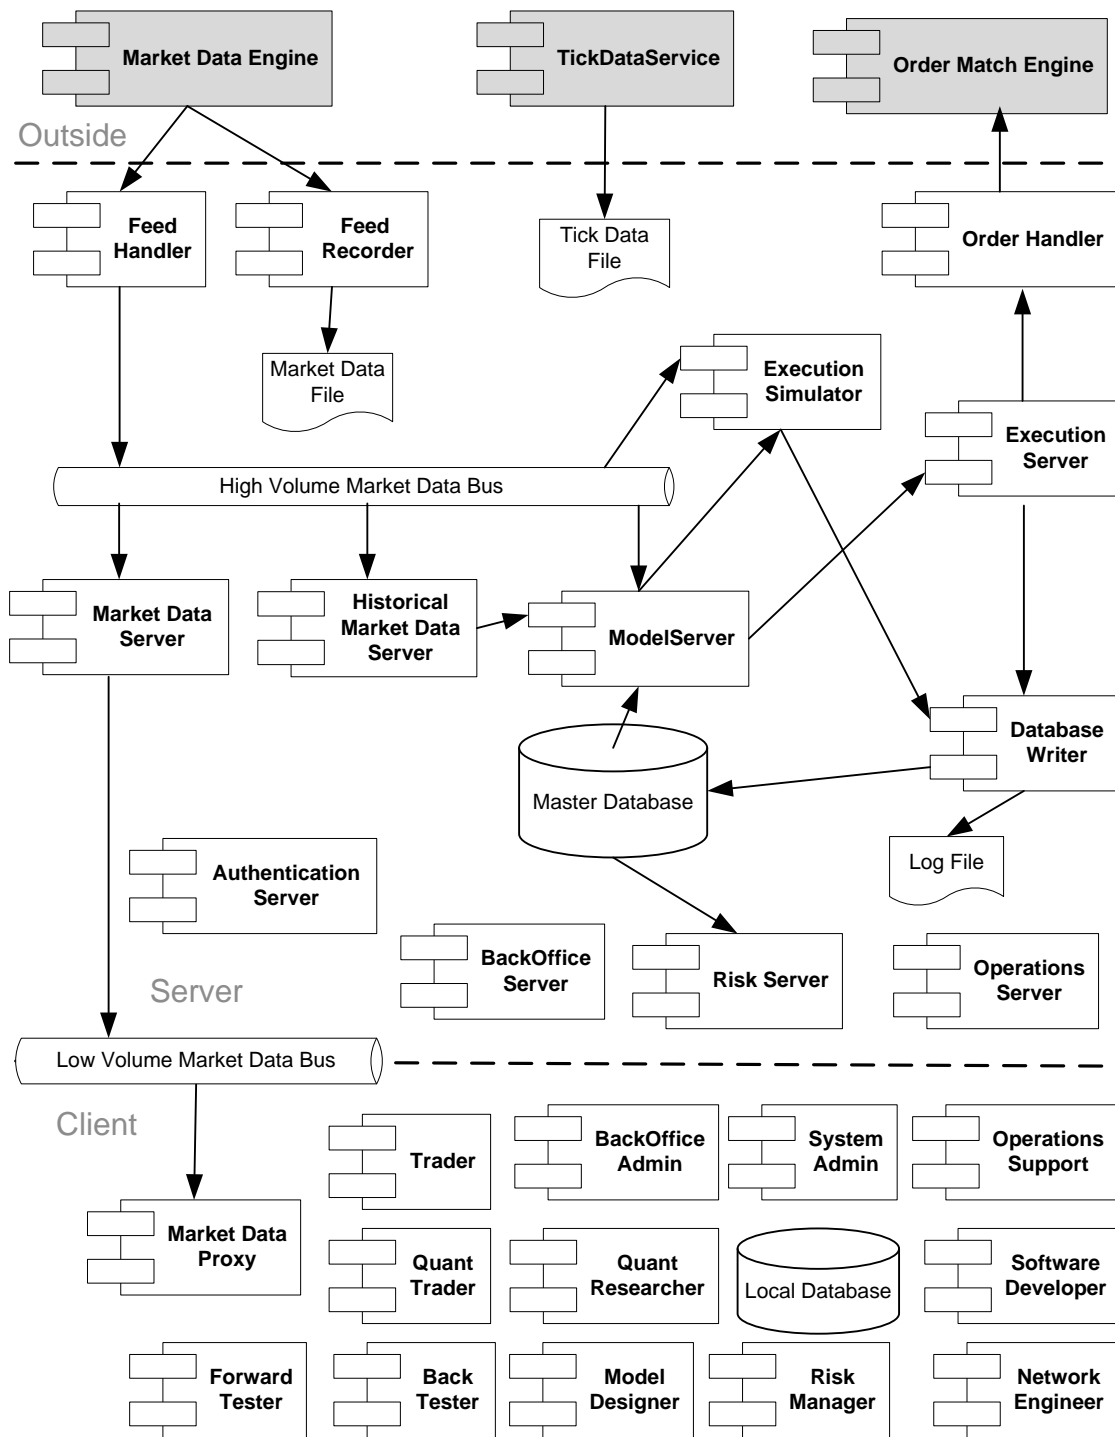 Market Data Engine
TickDataService
Order Match Engine
Outside
Feed
Handler
Feed
Recorder
Tick Data
File
Order Handler
Market Data
File
Execution
Simulator
Execution
Server
High Volume Market Data Bus
Market Data
Server
Historical
Market Data
Server
ModelServer
Database
Writer
Master Database
Log File
Authentication
Server
BackOffice
Server
Risk Server
Operations
Server
Server
Low Volume Market Data Bus
Client
Trader
BackOffice
Admin
System
Admin
Operations
Support
Market Data
Proxy
Quant
Trader
Quant
Researcher
Local Database
Software
Developer
Forward
Tester
Back
Tester
Model
Designer
Risk
Manager
Network
Engineer